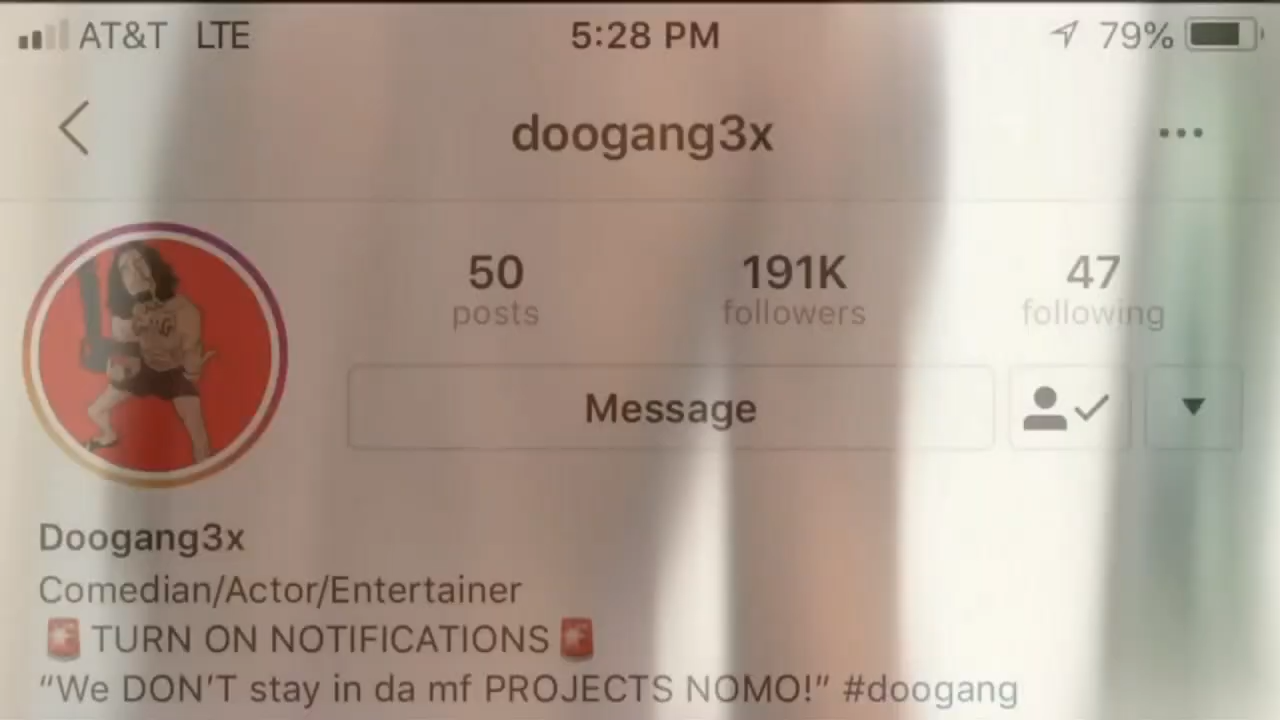 AT&T LTE 5:28 PM 79%
doogang3x
50 191K 47
posts followers following
Message
Doogang3x
Comedian/Actor/Entertainer
🚨 TURN ON NOTIFICATIONS 🚨
“We DON’T stay in da mf PROJECTS NOMO!” #doogang